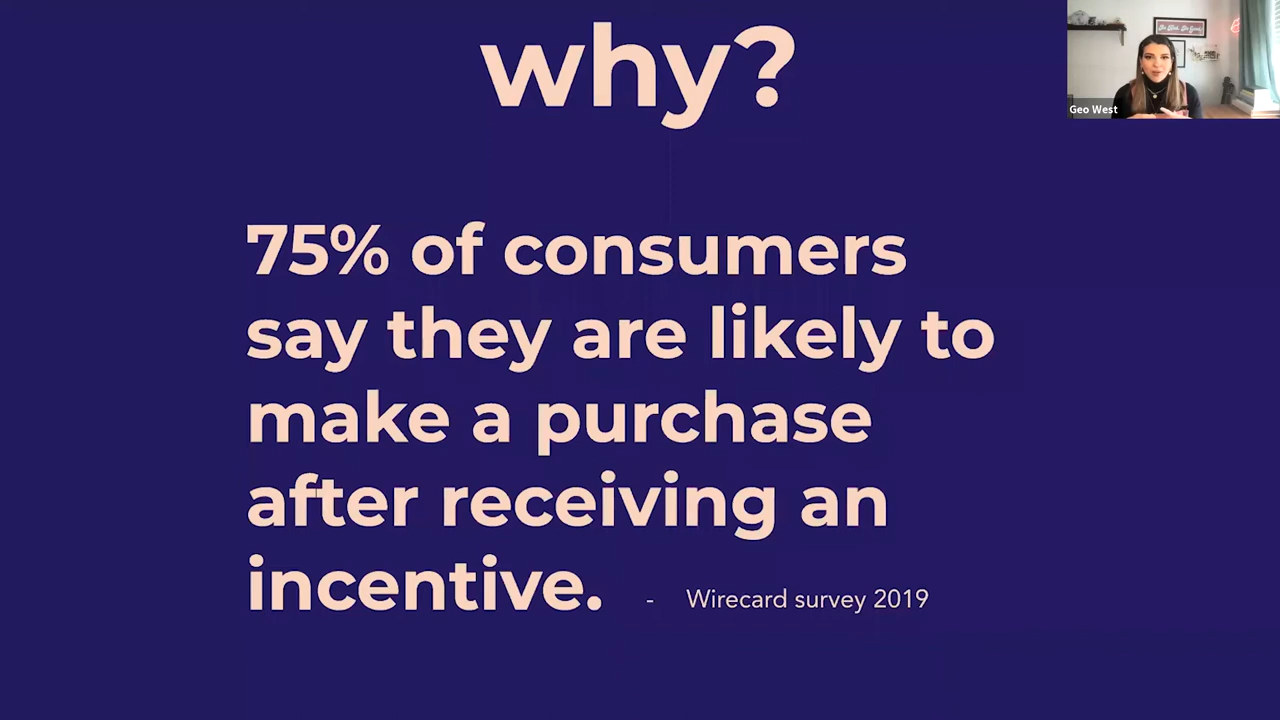 why?
75% of consumers
say they are likely to
make a purchase
after receiving an
incentive. - Wirecard survey 2019
Geo West